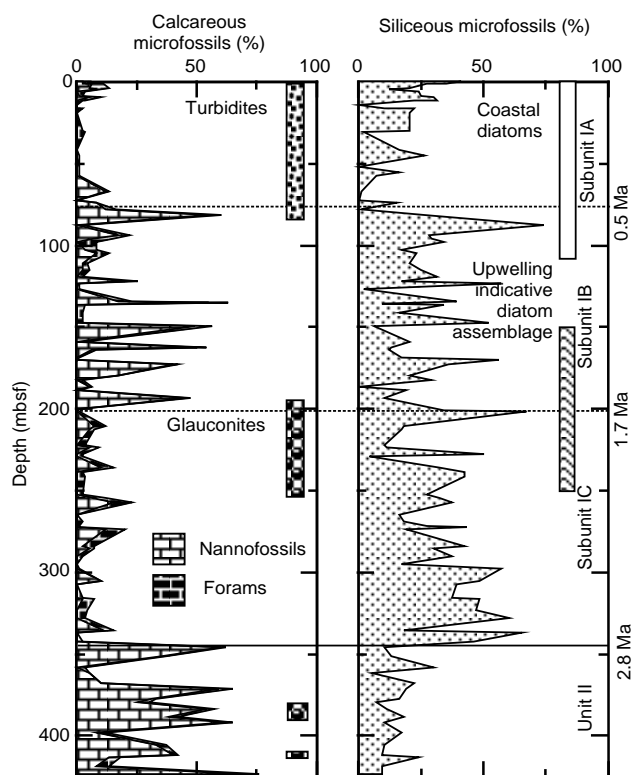 Calcareous
microfossils (%)
Siliceous microfossils (%)
0 50 100
0 50 100
0
100
200
300
400
Depth (mbsf)
Turbidites
Glauconites
Nannofossils
Forams
Coastal
diatoms
Upwelling
indicative
diatom
assemblage
Subunit IA
Subunit IB
Subunit IC
Unit II
0.5 Ma
1.7 Ma
2.8 Ma